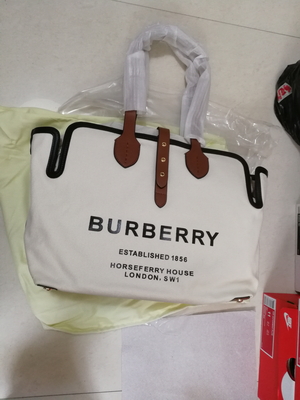 BURBERRY
ESTABLISHED 1856
HORSEFERRY HOUSE
LONDON. SW1